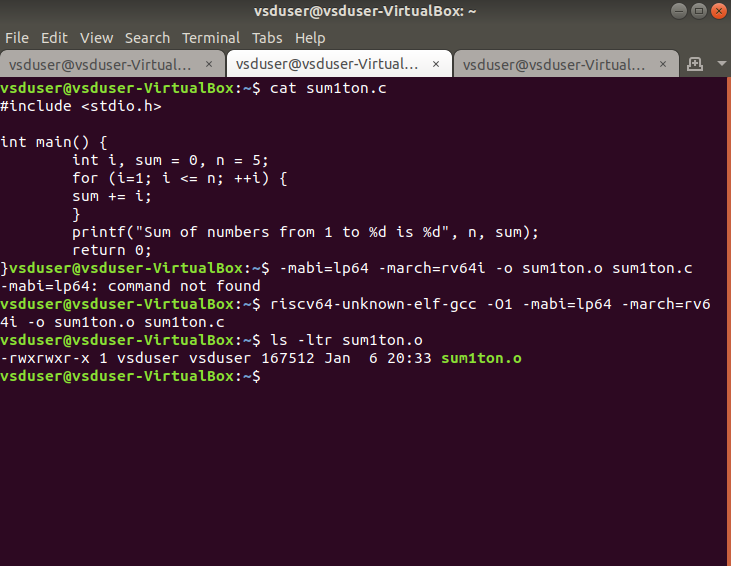 vsduser@vsduser-VirtualBox: ~
File Edit View Search Terminal Tabs Help
vsduser@vsduser-Virtual... × vsduser@vsduser-Virtual... × vsduser@vsduser-Virtual... ×
vsduser@vsduser-VirtualBox:~$ cat sum1ton.c
#include <stdio.h>

int main() {
        int i, sum = 0, n = 5;
        for (i=1; i <= n; ++i) {
        sum += i;
        }
        printf("Sum of numbers from 1 to %d is %d", n, sum);
        return 0;
}vsduser@vsduser-VirtualBox:~$ -mabi=lp64 -march=rv64i -o sum1ton.o sum1ton.c
-mabi=lp64: command not found
vsduser@vsduser-VirtualBox:~$ riscv64-unknown-elf-gcc -O1 -mabi=lp64 -march=rv6
4i -o sum1ton.o sum1ton.c
vsduser@vsduser-VirtualBox:~$ ls -ltr sum1ton.o
-rwxrwxr-x 1 vsduser vsduser 167512 Jan  6 20:33 sum1ton.o
vsduser@vsduser-VirtualBox:~$